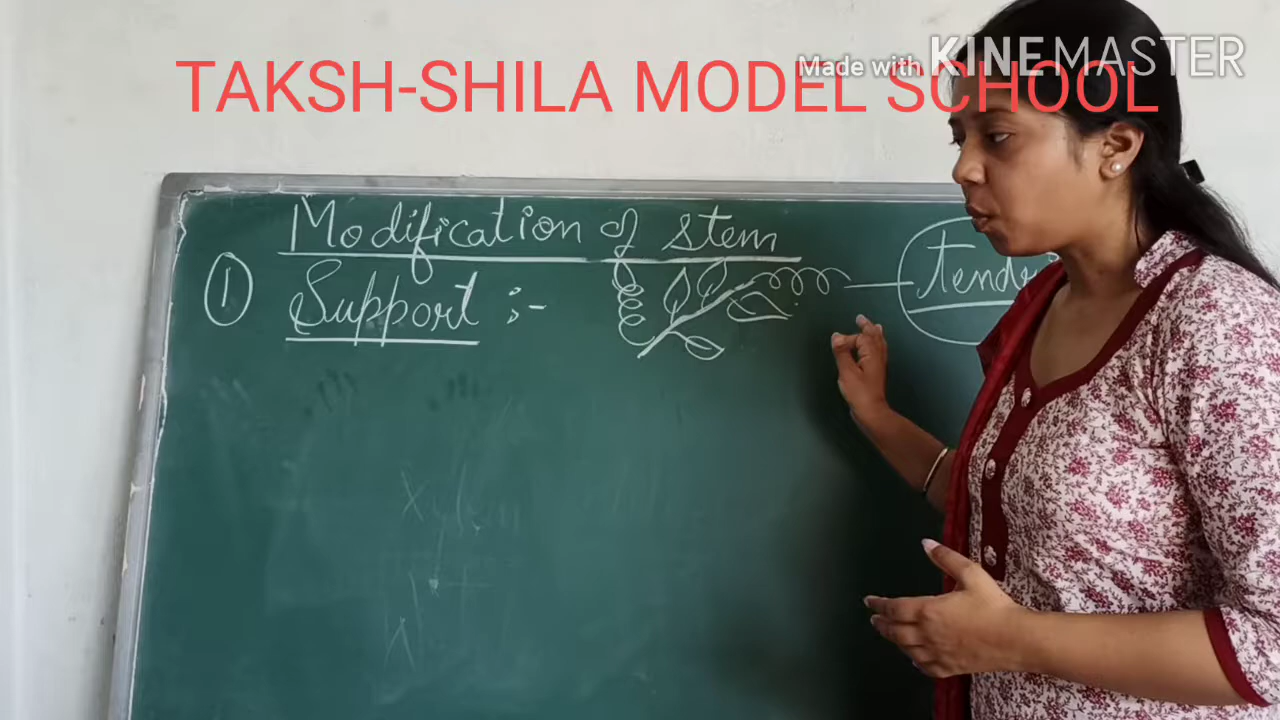 Made with KINEMASTER
TAKSH-SHILA MODEL SCHOOL
Modification of stem
1 Support :-